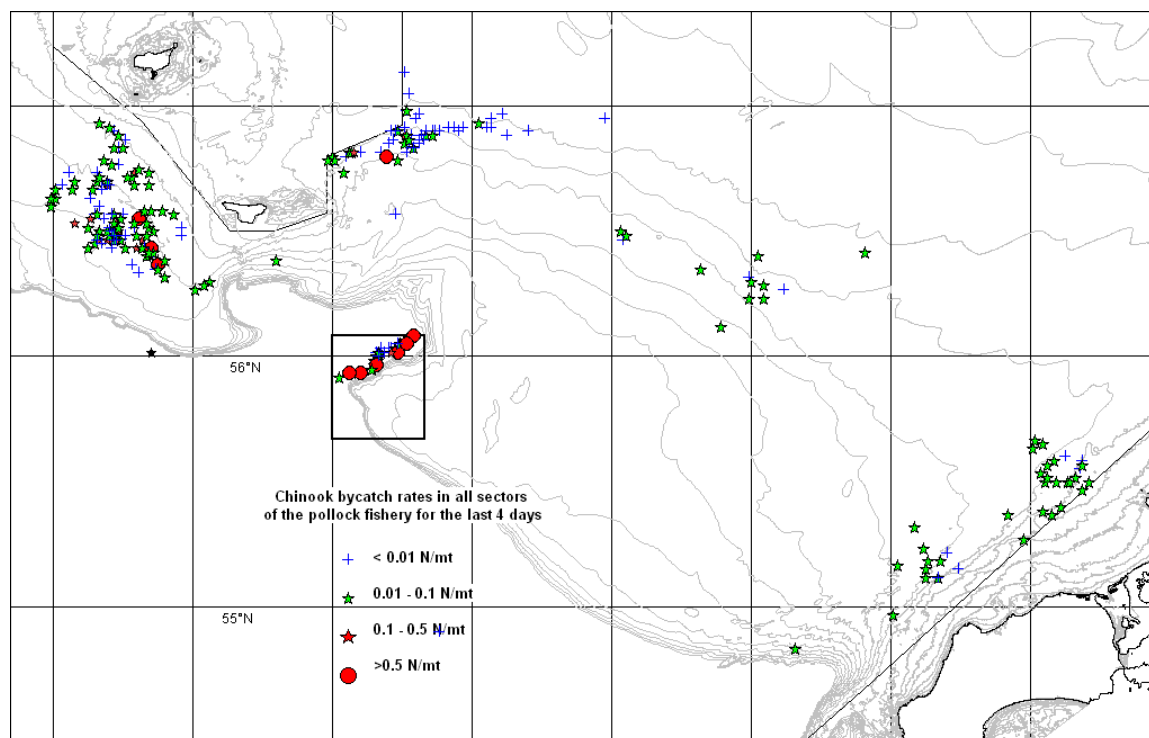 56°N
Chinook bycatch rates in all sectors
of the pollock fishery for the last 4 days
< 0.01 N/mt
0.01 - 0.1 N/mt
55°N
0.1 - 0.5 N/mt
>0.5 N/mt